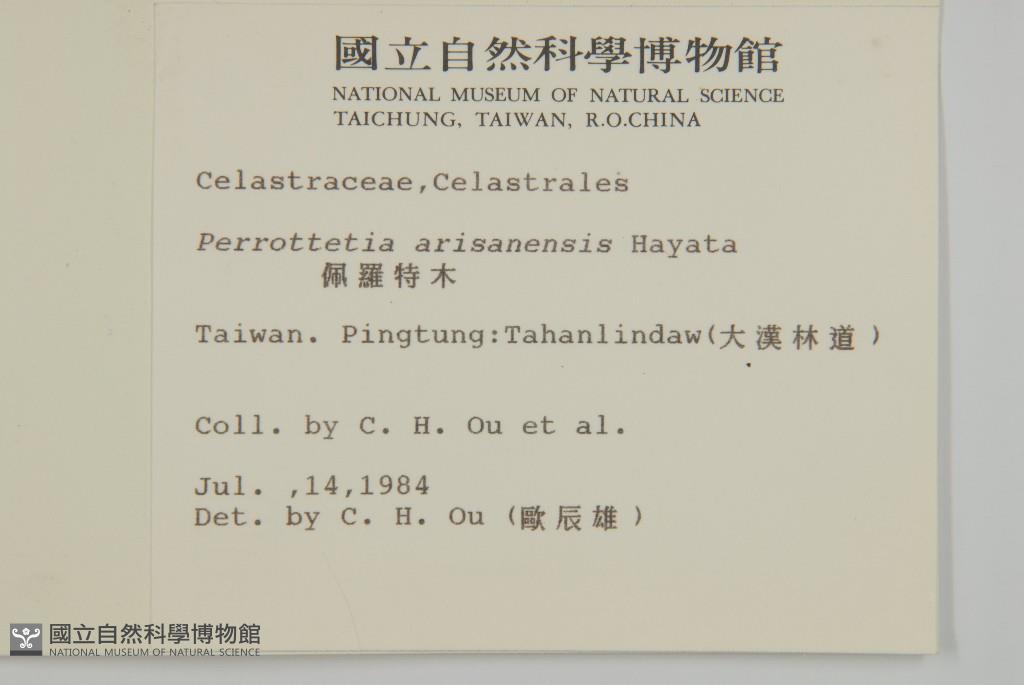 國立自然科學博物館
NATIONAL MUSEUM OF NATURAL SCIENCE
TAICHUNG, TAIWAN, R.O.CHINA
Celastraceae,Celastrales
Perrottetia arisanensis Hayata
佩羅特木
Taiwan. Pingtung:Tahanlindaw(大漢林道)
Coll. by C. H. Ou et al.
Jul. ,14,1984
Det. by C. H. Ou (歐辰雄)
國立自然科學博物館
NATIONAL MUSEUM OF NATURAL SCIENCE